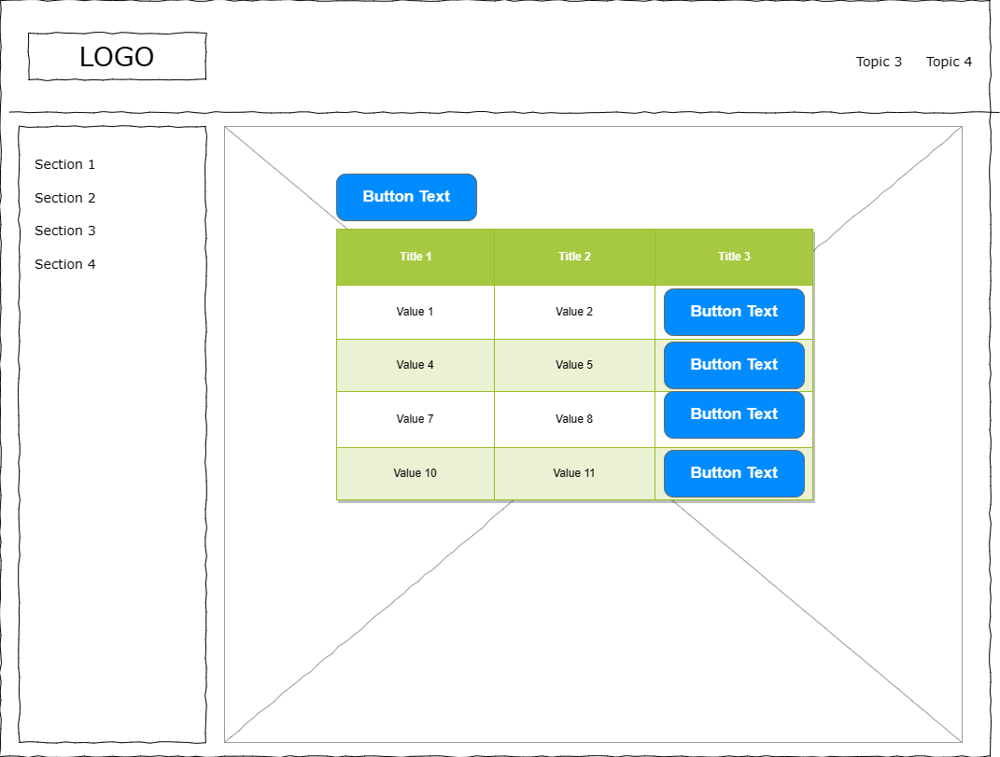 LOGO
Topic 3 Topic 4
Section 1
Section 2
Section 3
Section 4
Button Text
Title 1 Title 2 Title 3
Value 1 Value 2 Button Text
Value 4 Value 5 Button Text
Value 7 Value 8 Button Text
Value 10 Value 11 Button Text